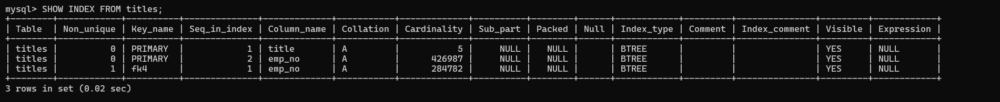 mysql> SHOW INDEX FROM titles;
+--------+------------+----------+--------------+-------------+-----------+-------------+----------+--------+------+------------+---------+---------------+---------+------------+
| Table  | Non_unique | Key_name | Seq_in_index | Column_name | Collation | Cardinality | Sub_part | Packed | Null | Index_type | Comment | Index_comment | Visible | Expression |
+--------+------------+----------+--------------+-------------+-----------+-------------+----------+--------+------+------------+---------+---------------+---------+------------+
| titles |          0 | PRIMARY  |            1 | title       | A         |           5 |     NULL |   NULL |      | BTREE      |         |               | YES     | NULL       |
| titles |          0 | PRIMARY  |            2 | emp_no      | A         |      426987 |     NULL |   NULL |      | BTREE      |         |               | YES     | NULL       |
| titles |          1 | fk4      |            1 | emp_no      | A         |      284782 |     NULL |   NULL |      | BTREE      |         |               | YES     | NULL       |
+--------+------------+----------+--------------+-------------+-----------+-------------+----------+--------+------+------------+---------+---------------+---------+------------+
3 rows in set (0.02 sec)